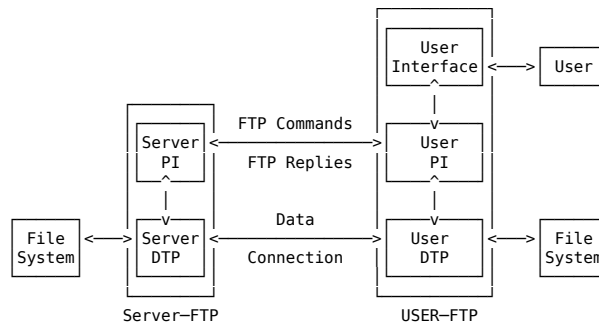 User
Interface
User
FTP Commands
Server
PI
User
PI
FTP Replies
Data
File
System
Server
DTP
User
DTP
File
System
Connection
Server—FTP
USER—FTP